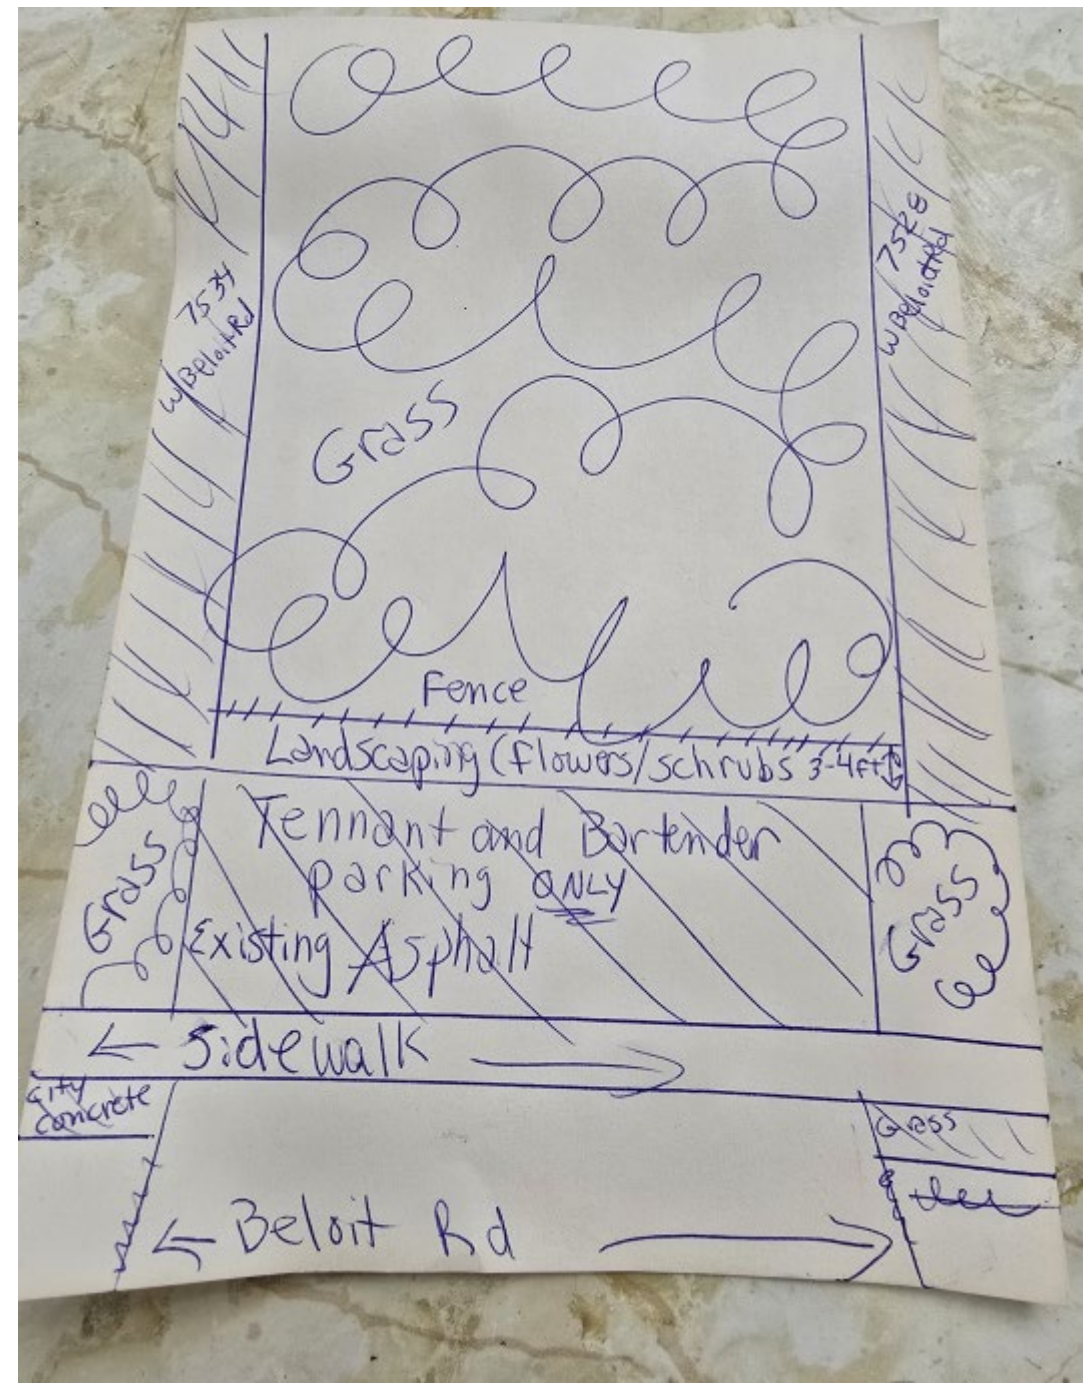 7534
W Beloit Rd
7528
W Beloit Rd
Grass
Fence
Landscaping (flowers/schrubs 3-4ft
Tennant and Bartender
parking ONLY
Existing Asphalt
Grass
Grass
← Sidewalk →
City
concrete
Grass
← Beloit Rd →